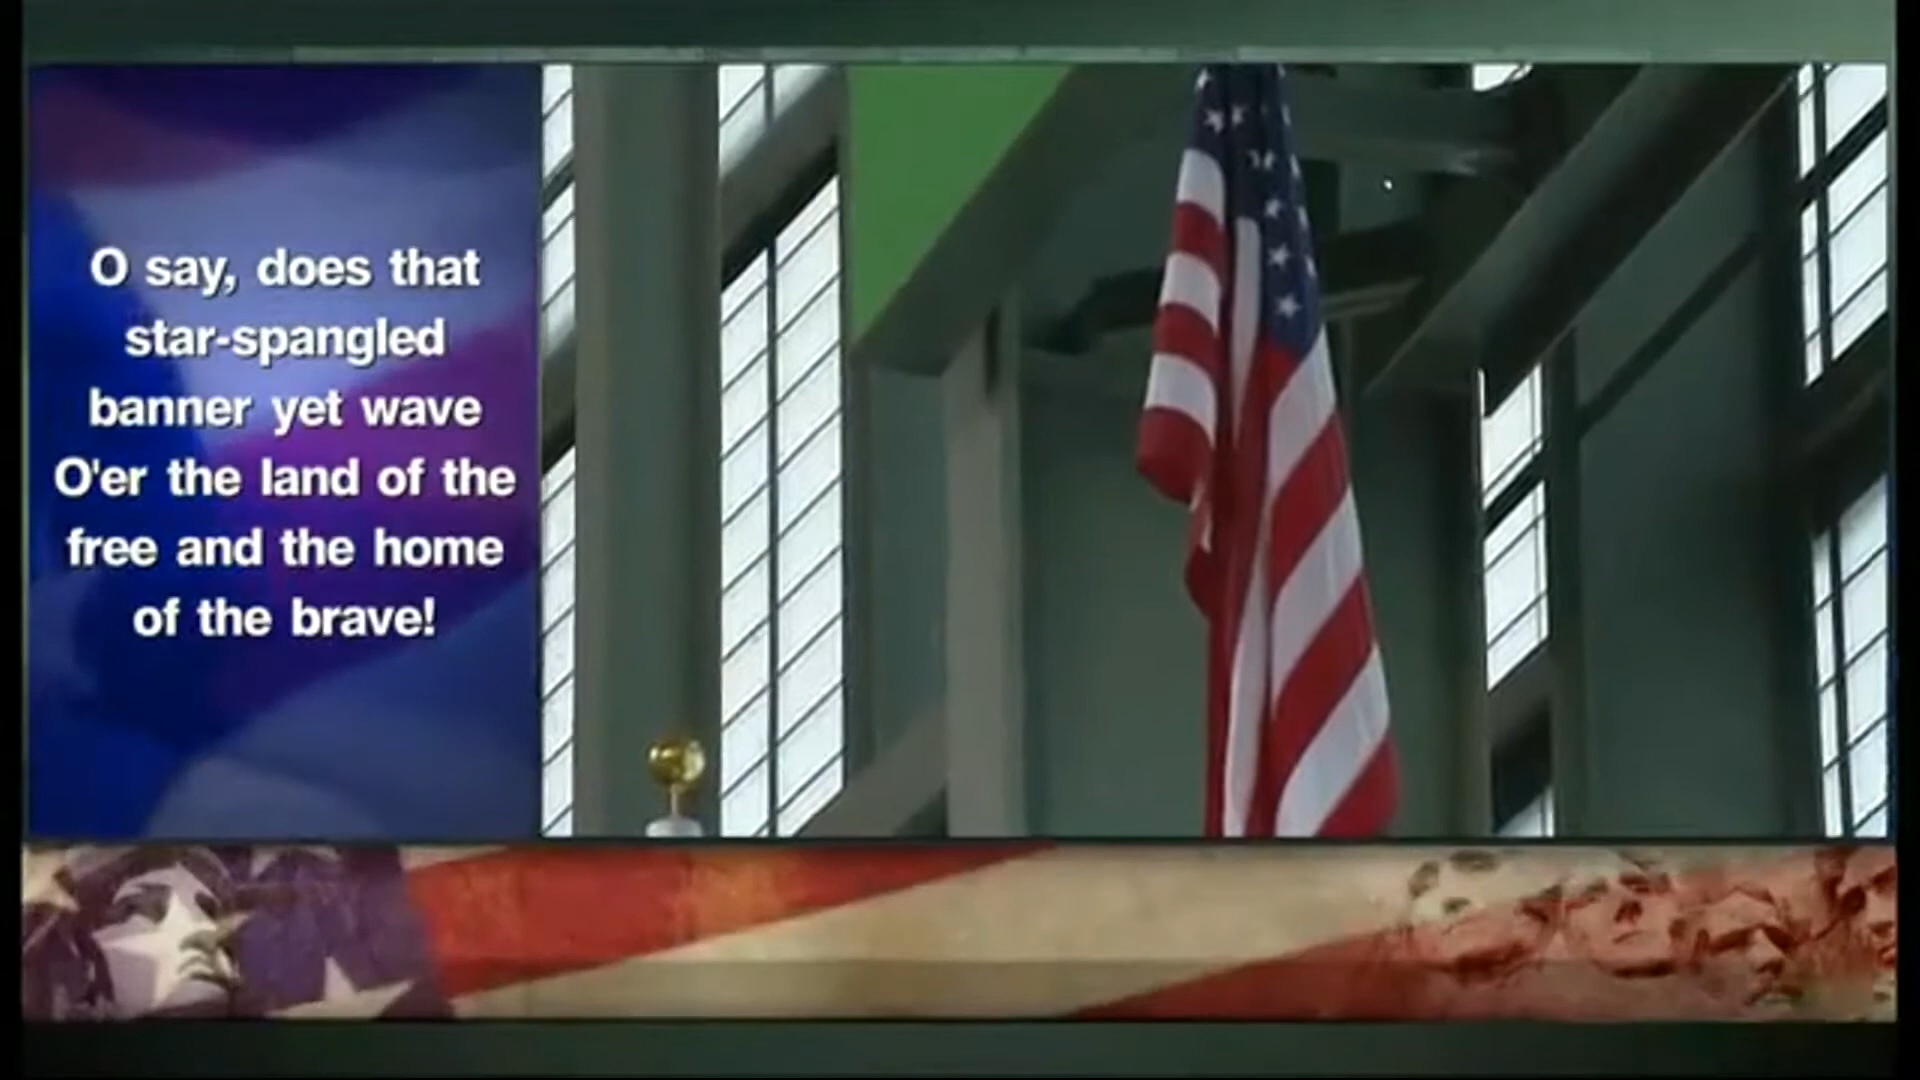 O say, does that
star-spangled
banner yet wave
O'er the land of the
free and the home
of the brave!